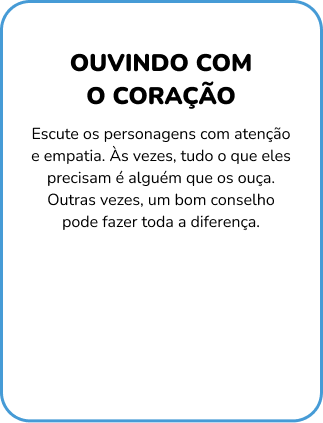 OUVINDO COM
O CORAÇÃO
Escute os personagens com atenção
e empatia. Às vezes, tudo o que eles
precisam é alguém que os ouça.
Outras vezes, um bom conselho
pode fazer toda a diferença.